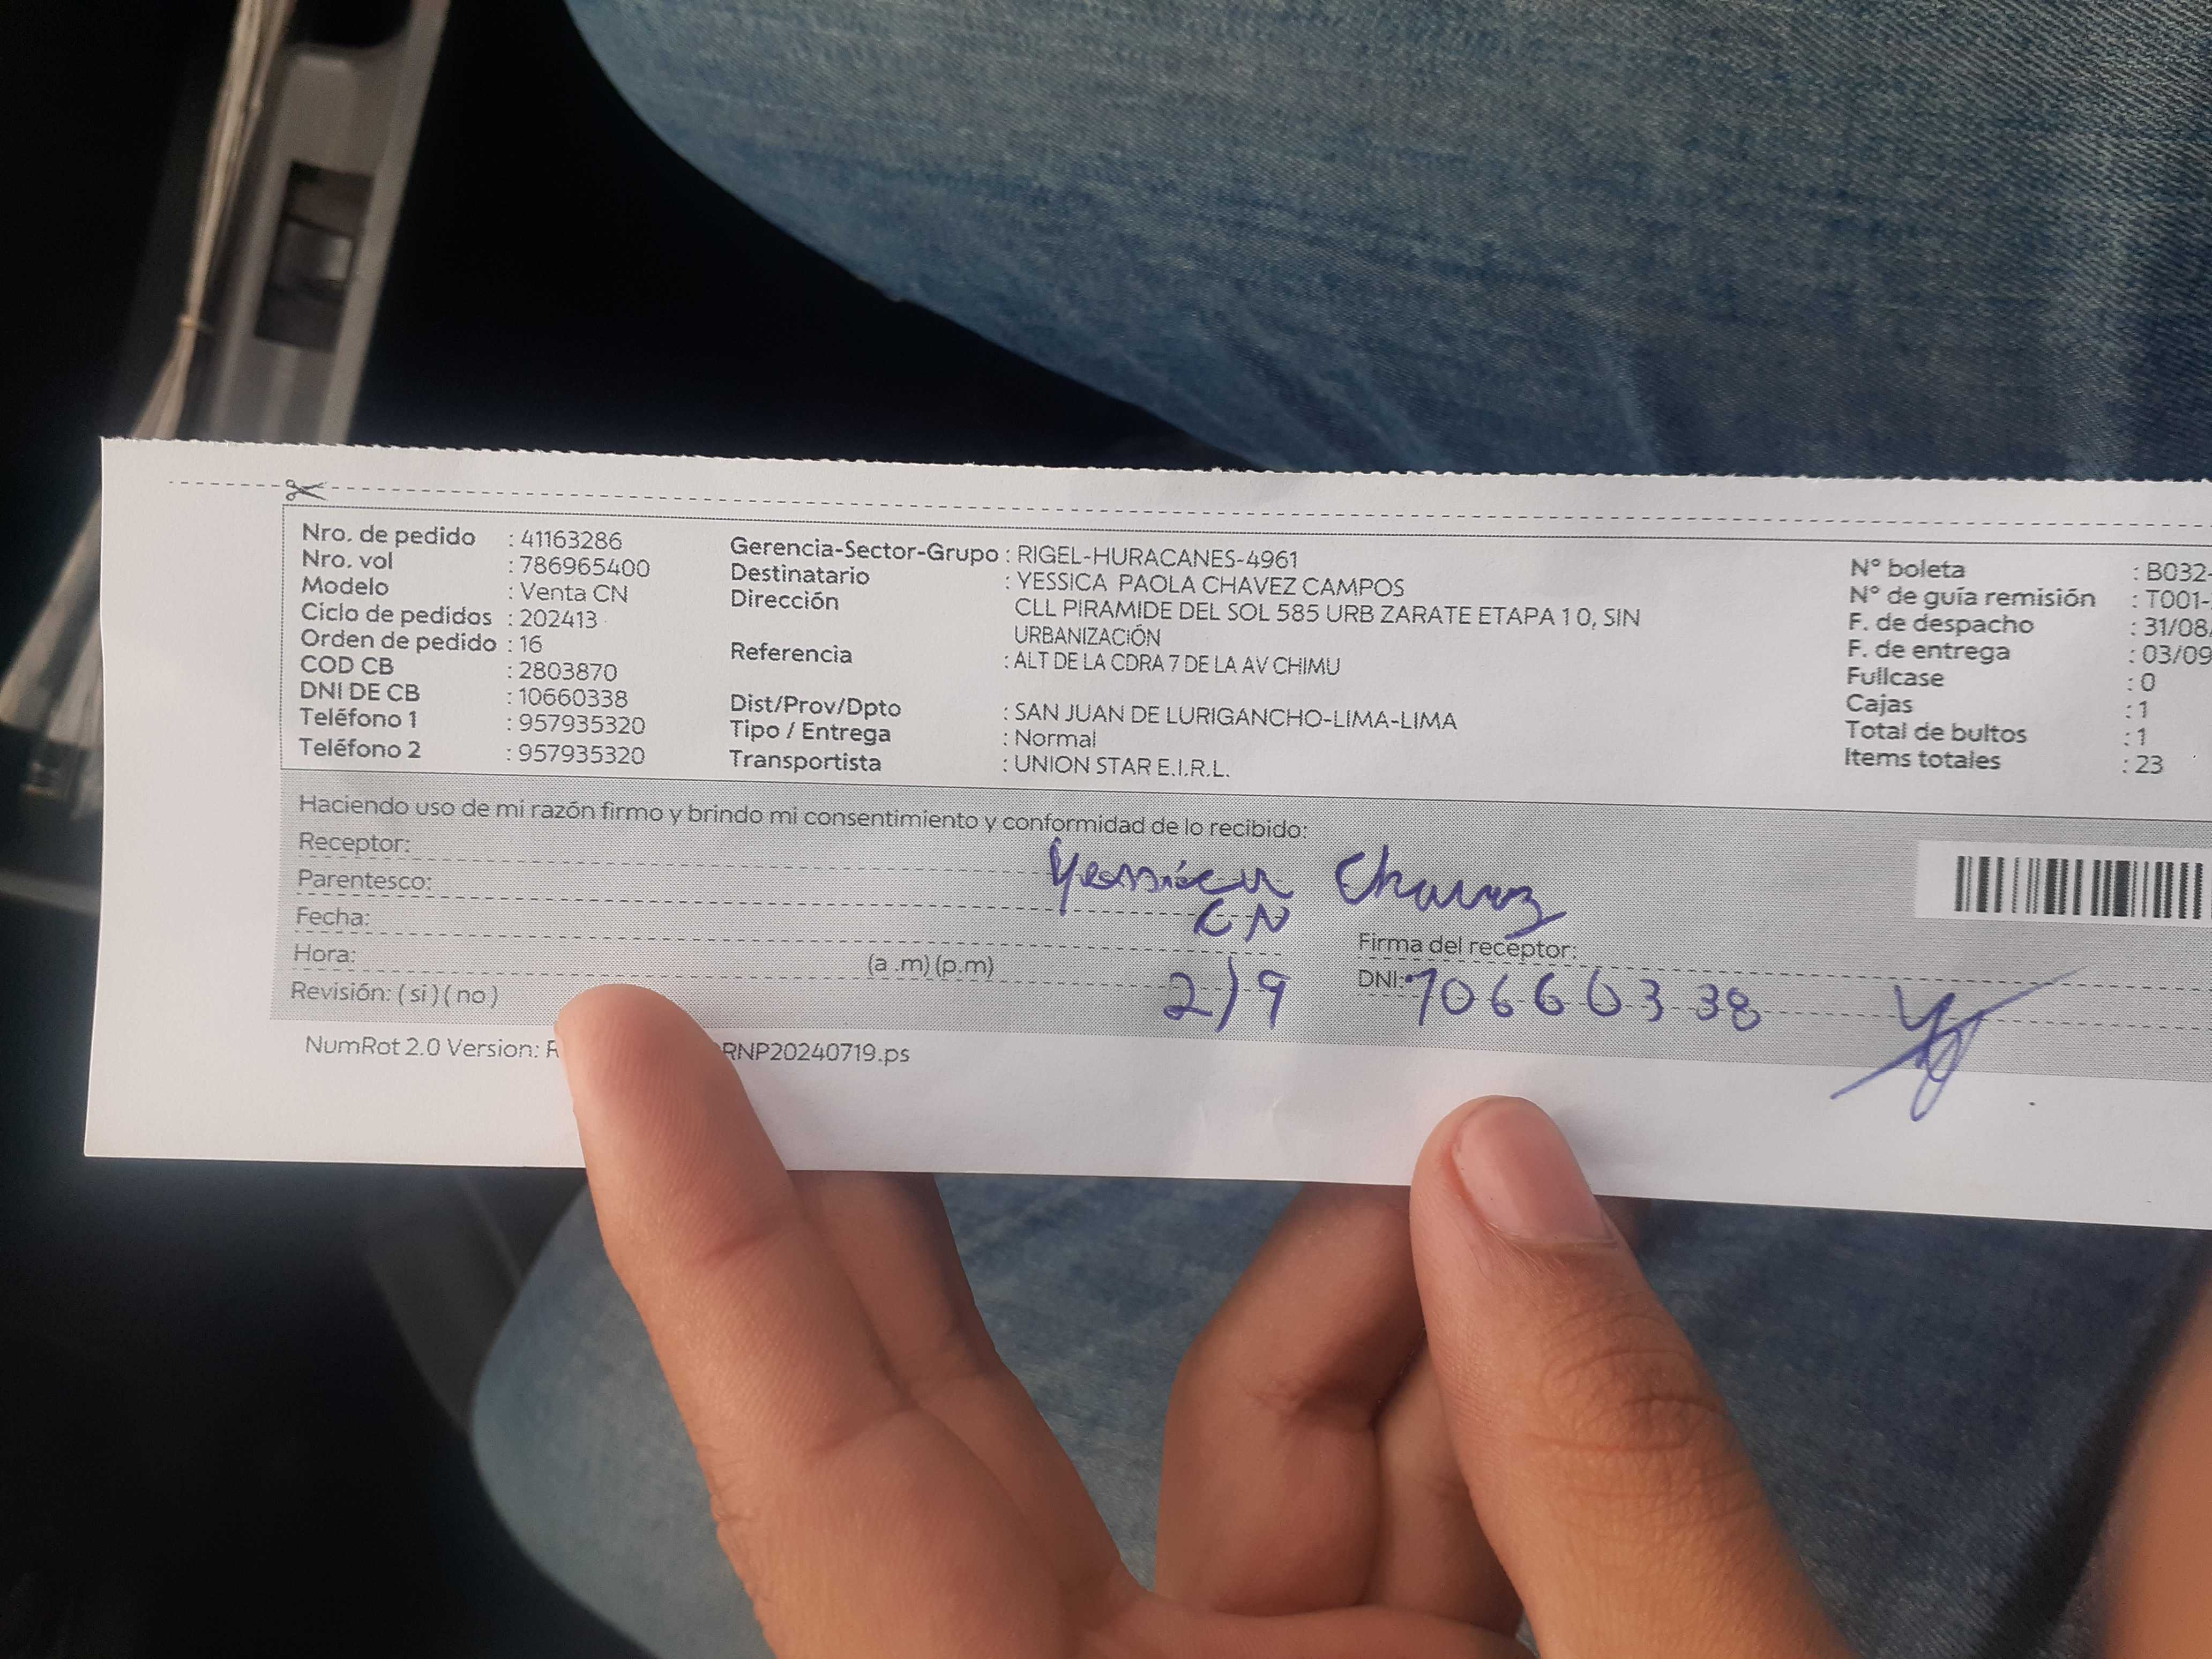 Nro. de pedido : 41163286
Nro. vol : 786965400
Modelo : Venta CN
Ciclo de pedidos : 202413
Orden de pedido : 16
COD CB : 2803870
DNI DE CB : 10660338
Teléfono 1 : 957935320
Teléfono 2 : 957935320
Gerencia-Sector-Grupo : RIGEL-HURACANES-4961
Destinatario : YESSICA PAOLA CHAVEZ CAMPOS
Dirección CLL PIRAMIDE DEL SOL 585 URB ZARATE ETAPA 1 0, SIN
URBANIZACIÓN
Referencia : ALT DE LA CDRA 7 DE LA AV CHIMU
Dist/Prov/Dpto : SAN JUAN DE LURIGANCHO-LIMA-LIMA
Tipo / Entrega : Normal
Transportista : UNION STAR E.I.R.L.
N° boleta : B032-
N° de guía remisión : T001-
F. de despacho : 31/08
F. de entrega : 03/09
Fullcase : 0
Cajas : 1
Total de bultos : 1
Items totales : 23
Haciendo uso de mi razón firmo y brindo mi consentimiento y conformidad de lo recibido:
Receptor: Yessica Chavez
Parentesco: CN
Fecha:
Firma del receptor:
Hora: (a .m) (p.m) 2/9
DNI: 10666338
Revisión: ( si ) ( no )
NumRot 2.0 Version: RNP20240719.ps